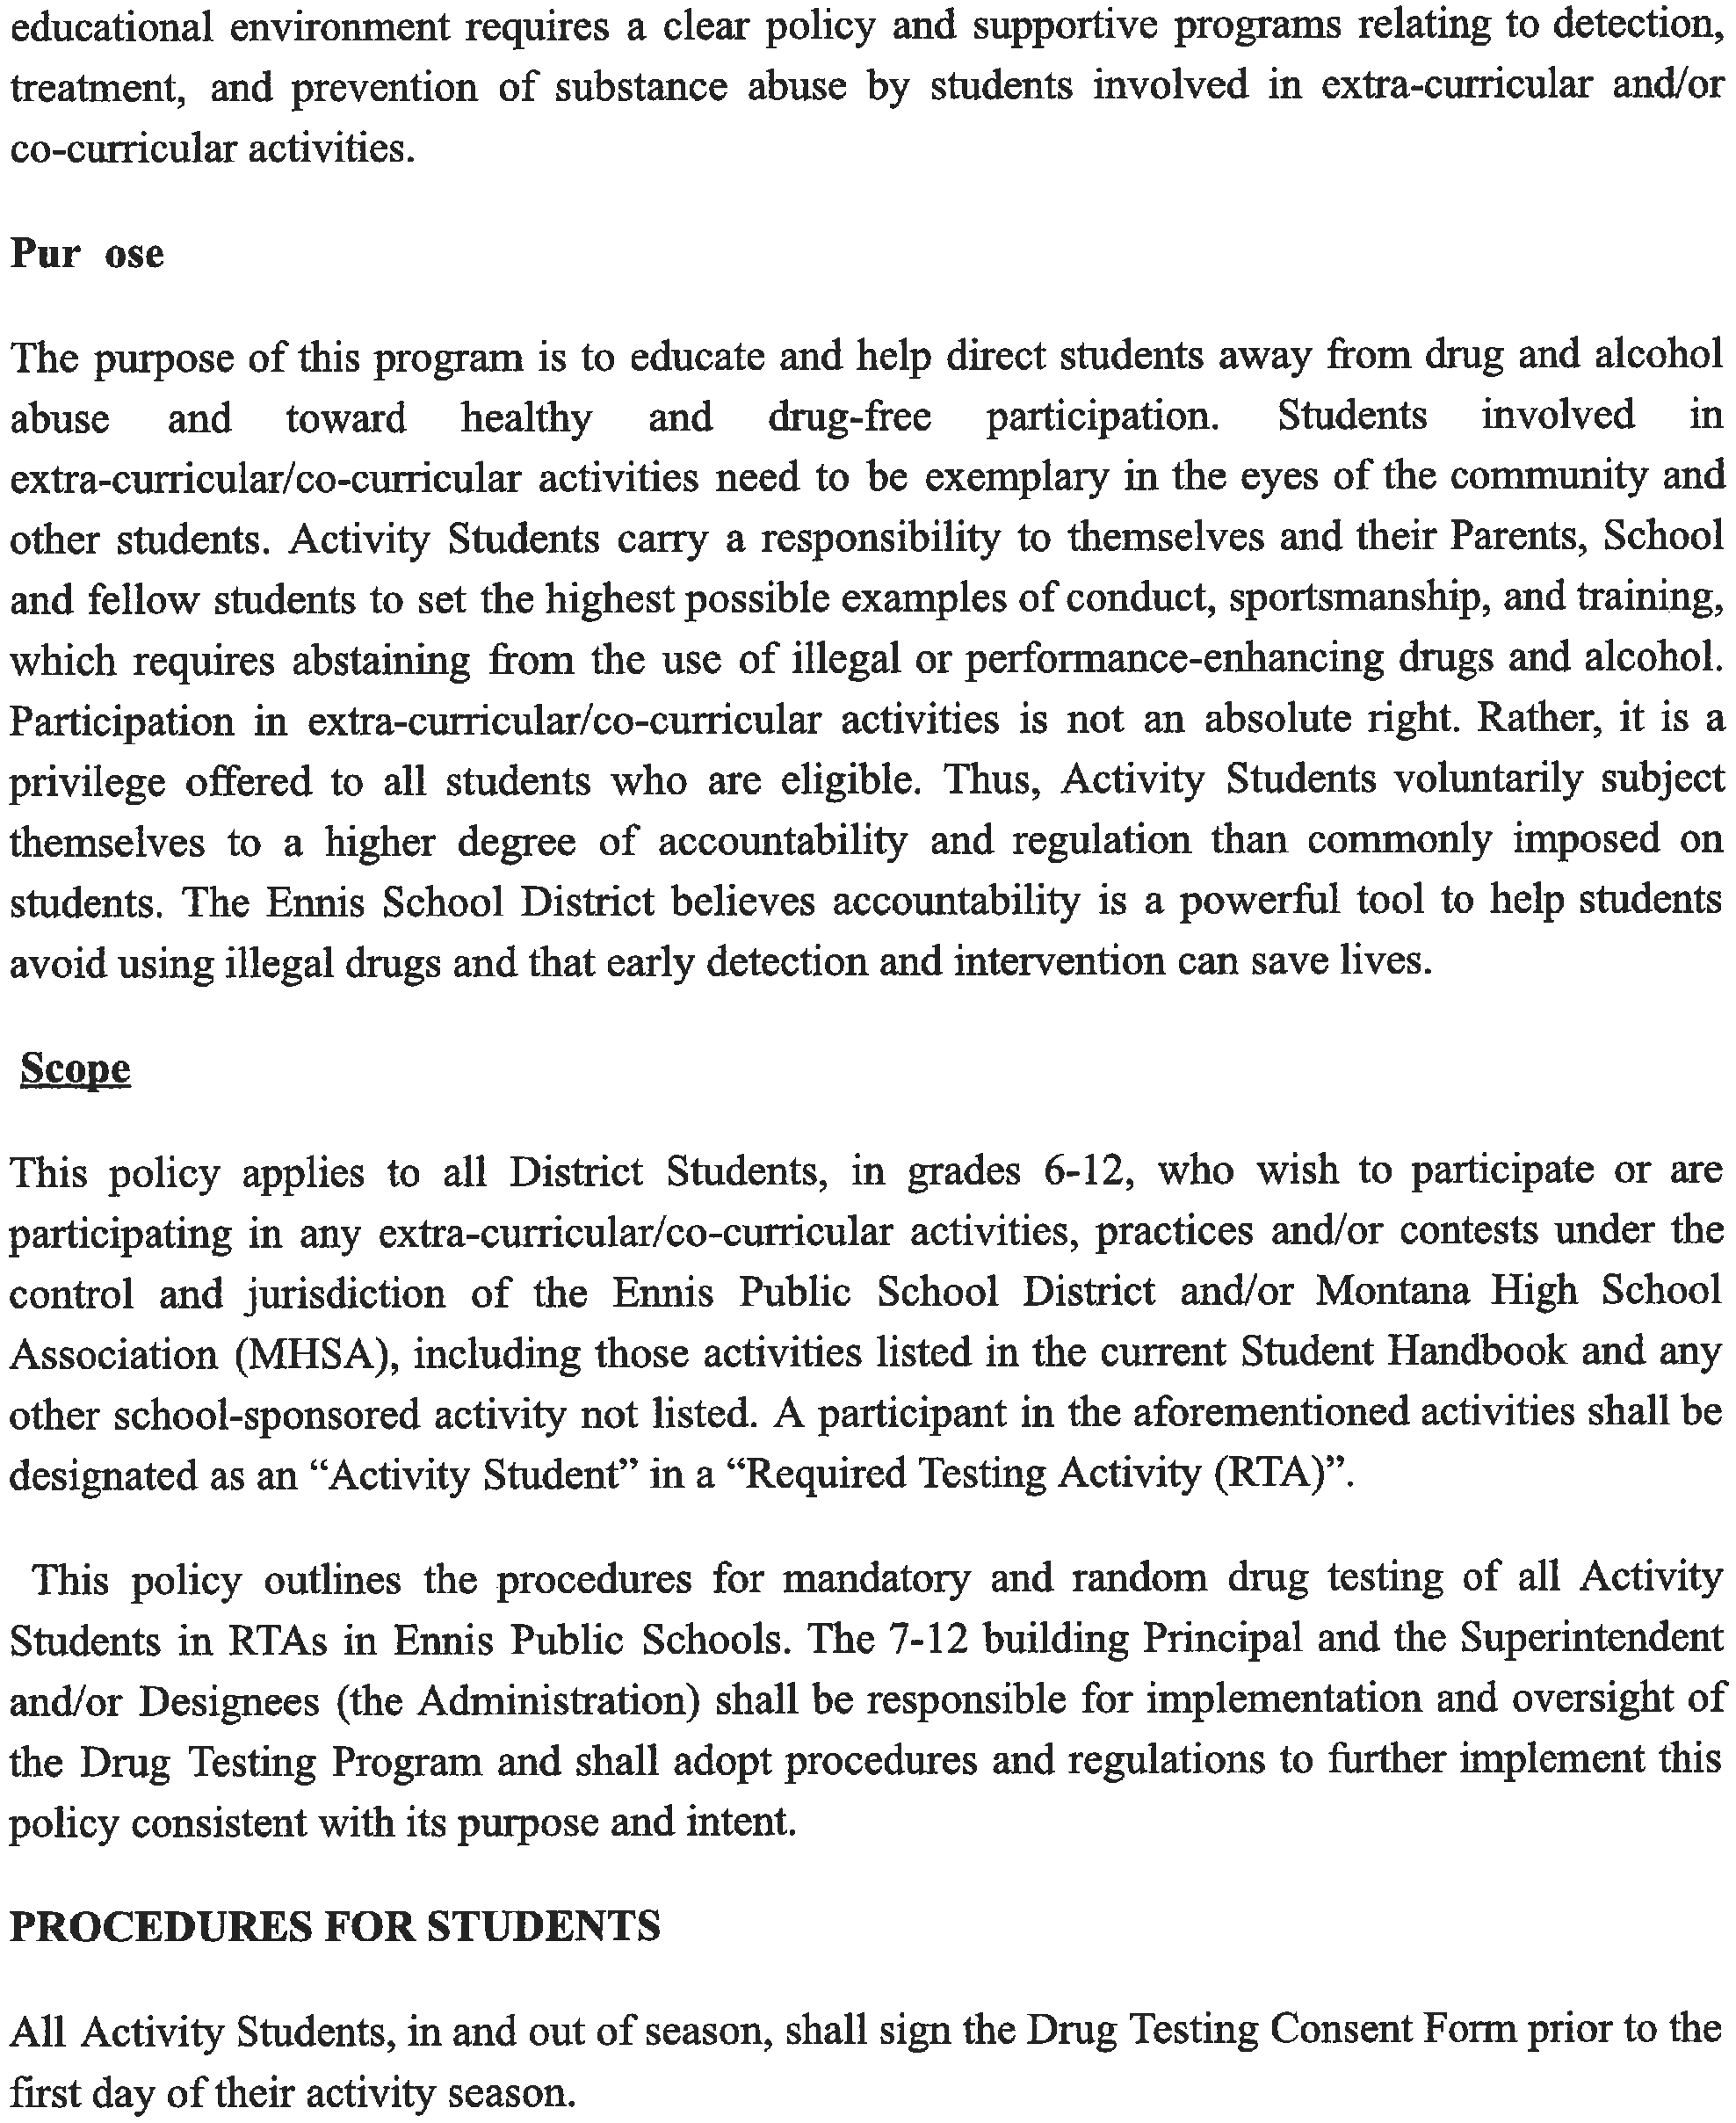 educational environment requires a clear policy and supportive programs relating to detection,
treatment, and prevention of substance abuse by students involved in extra-curricular and/or
co-curricular activities.
Pur ose
The purpose of this program is to educate and help direct students away from drug and alcohol
abuse and toward healthy and drug-free participation. Students involved in
extra-curricular/co-curricular activities need to be exemplary in the eyes of the community and
other students. Activity Students carry a responsibility to themselves and their Parents, School
and fellow students to set the highest possible examples of conduct, sportsmanship, and training,
which requires abstaining from the use of illegal or performance-enhancing drugs and alcohol.
Participation in extra-curricular/co-curricular activities is not an absolute right. Rather, it is a
privilege offered to all students who are eligible. Thus, Activity Students voluntarily subject
themselves to a higher degree of accountability and regulation than commonly imposed on
students. The Ennis School District believes accountability is a powerful tool to help students
avoid using illegal drugs and that early detection and intervention can save lives.
Scope
This policy applies to all District Students, in grades 6-12, who wish to participate or are
participating in any extra-curricular/co-curricular activities, practices and/or contests under the
control and jurisdiction of the Ennis Public School District and/or Montana High School
Association (MHSA), including those activities listed in the current Student Handbook and any
other school-sponsored activity not listed. A participant in the aforementioned activities shall be
designated as an “Activity Student” in a “Required Testing Activity (RTA)”.
This policy outlines the procedures for mandatory and random drug testing of all Activity
Students in RTAs in Ennis Public Schools. The 7-12 building Principal and the Superintendent
and/or Designees (the Administration) shall be responsible for implementation and oversight of
the Drug Testing Program and shall adopt procedures and regulations to further implement this
policy consistent with its purpose and intent.
PROCEDURES FOR STUDENTS
All Activity Students, in and out of season, shall sign the Drug Testing Consent Form prior to the
first day of their activity season.